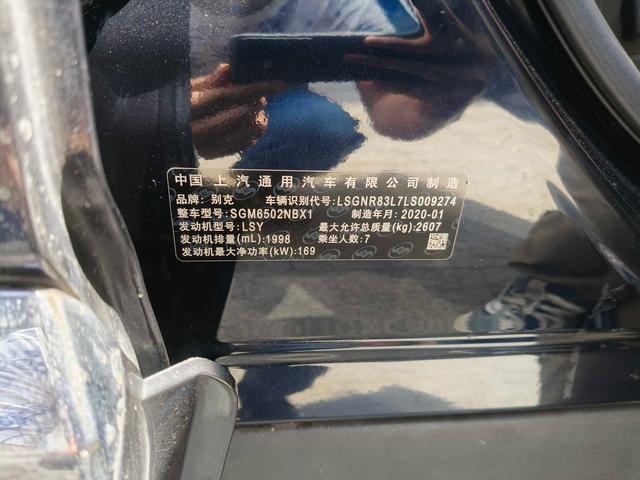 中国 上汽通用汽车有限公司制造
品牌: 别克 车辆识别代号: LSGNR83L7LS009274
整车型号: SGM6502NBX1 制造年月: 2020-01
发动机型号: LSY 最大允许总质量(kg): 2607
发动机排量(mL): 1998 乘坐人数: 7
发动机最大净功率(kW): 169